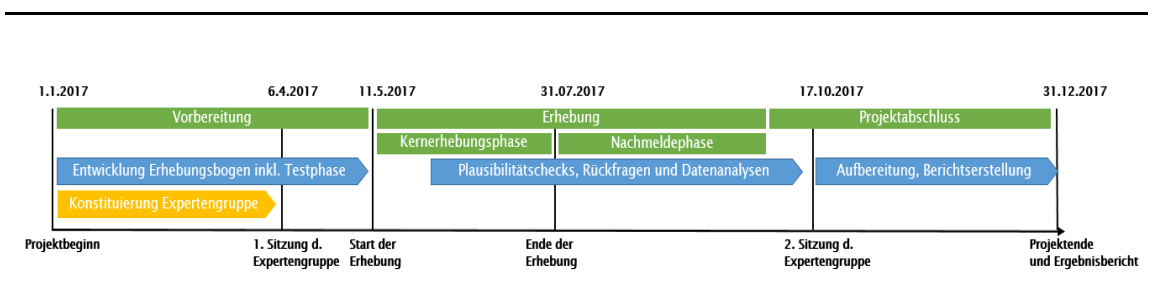 1.1.2017 6.4.2017 11.5.2017 31.07.2017 17.10.2017 31.12.2017
Vorbereitung Erhebung Projektabschluss
Kernerhebungsphase Nachmeldephase
Entwicklung Erhebungsbogen inkl. Testphase Plausibilitätschecks, Rückfragen und Datenanalysen Aufbereitung, Berichtserstellung
Konstituierung Expertengruppe
Projektbeginn 1. Sitzung d. Start der Ende der 2. Sitzung d. Projektende
Expertengruppe Erhebung Erhebung Expertengruppe und Ergebnisbericht